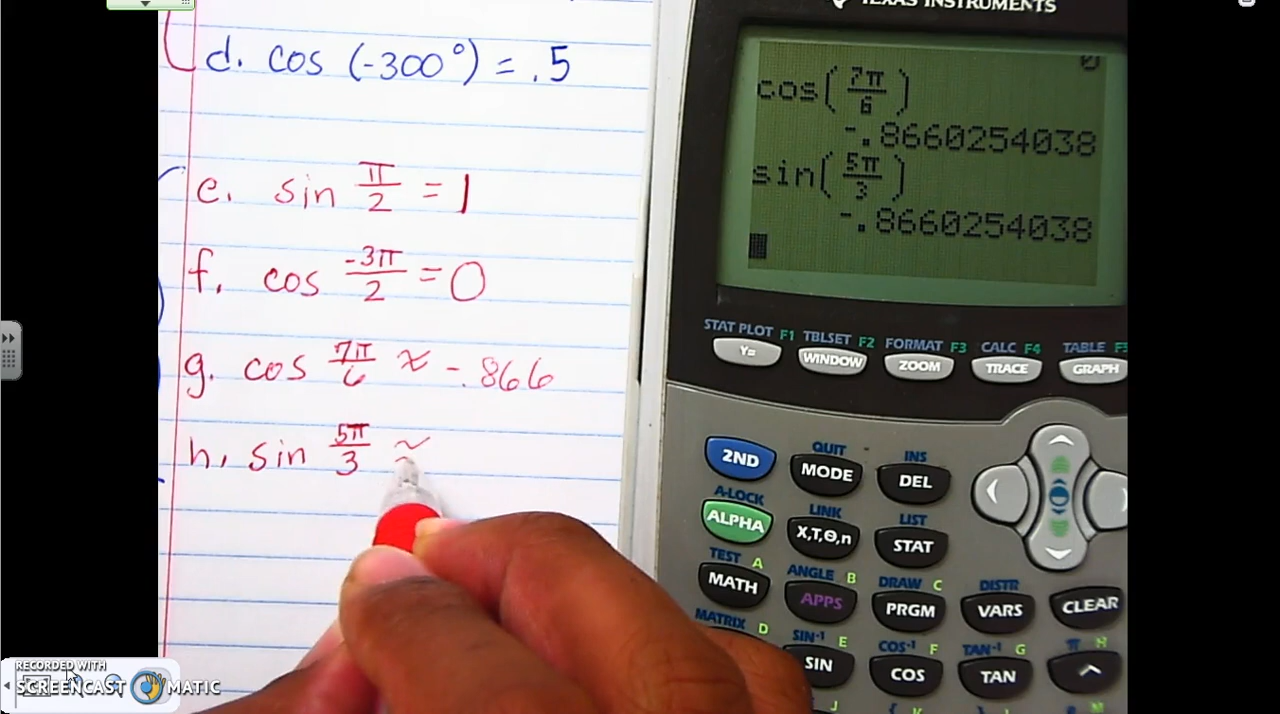 d. cos (-300°) = .5
e. sin π/2 = 1
f. cos -3π/2 = 0
g. cos 7π/6 ≈ -.866
h. sin 5π/3 ≈
TEXAS INSTRUMENTS
0
cos(7π/6)
-.8660254038
sin(5π/3)
-.8660254038
STAT PLOT F1 TBLSET F2 FORMAT F3 CALC F4 TABLE F5
Y= WINDOW ZOOM TRACE GRAPH
QUIT INS
2ND MODE DEL
A-LOCK LINK LIST
ALPHA X,T,Θ,n STAT
TEST A ANGLE B DRAW C DISTR
MATH APPS PRGM VARS CLEAR
MATRIX D SIN⁻¹ E COS⁻¹ F TAN⁻¹ G π H
SIN COS TAN ^
J K L M
RECORDED WITH
SCREENCAST MATIC